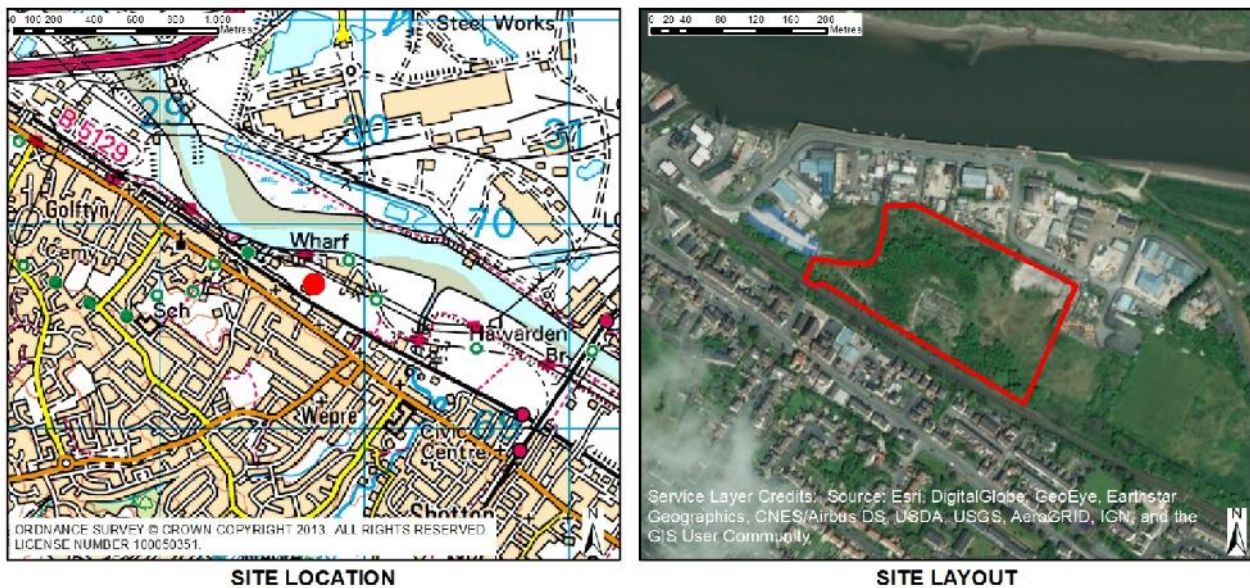 0 100 200 400 600 800 1,000
Metres
Steel Works
B 5129
29
30
31
70
Golftyn
Cemy
Wharf
Sch
Hawarden
Br
Wepre
Civic
Centre
69
Shotton
ORDNANCE SURVEY © CROWN COPYRIGHT 2013. ALL RIGHTS RESERVED.
LICENSE NUMBER 100050351.
N
SITE LOCATION
0 20 40 80 120 160 200
Metres
Service Layer Credits: Source: Esri, DigitalGlobe, GeoEye, Earthstar
Geographics, CNES/Airbus DS, USDA, USGS, AeroGRID, IGN, and the
GIS User Community
N
SITE LAYOUT